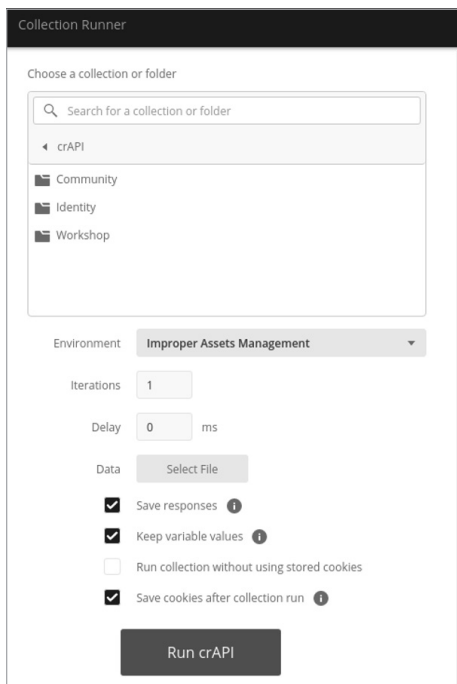 Collection Runner
Choose a collection or folder
Search for a collection or folder
crAPI
Community
Identity
Workshop
Environment Improper Assets Management
Iterations 1
Delay 0 ms
Data Select File
Save responses
Keep variable values
Run collection without using stored cookies
Save cookies after collection run
Run crAPI